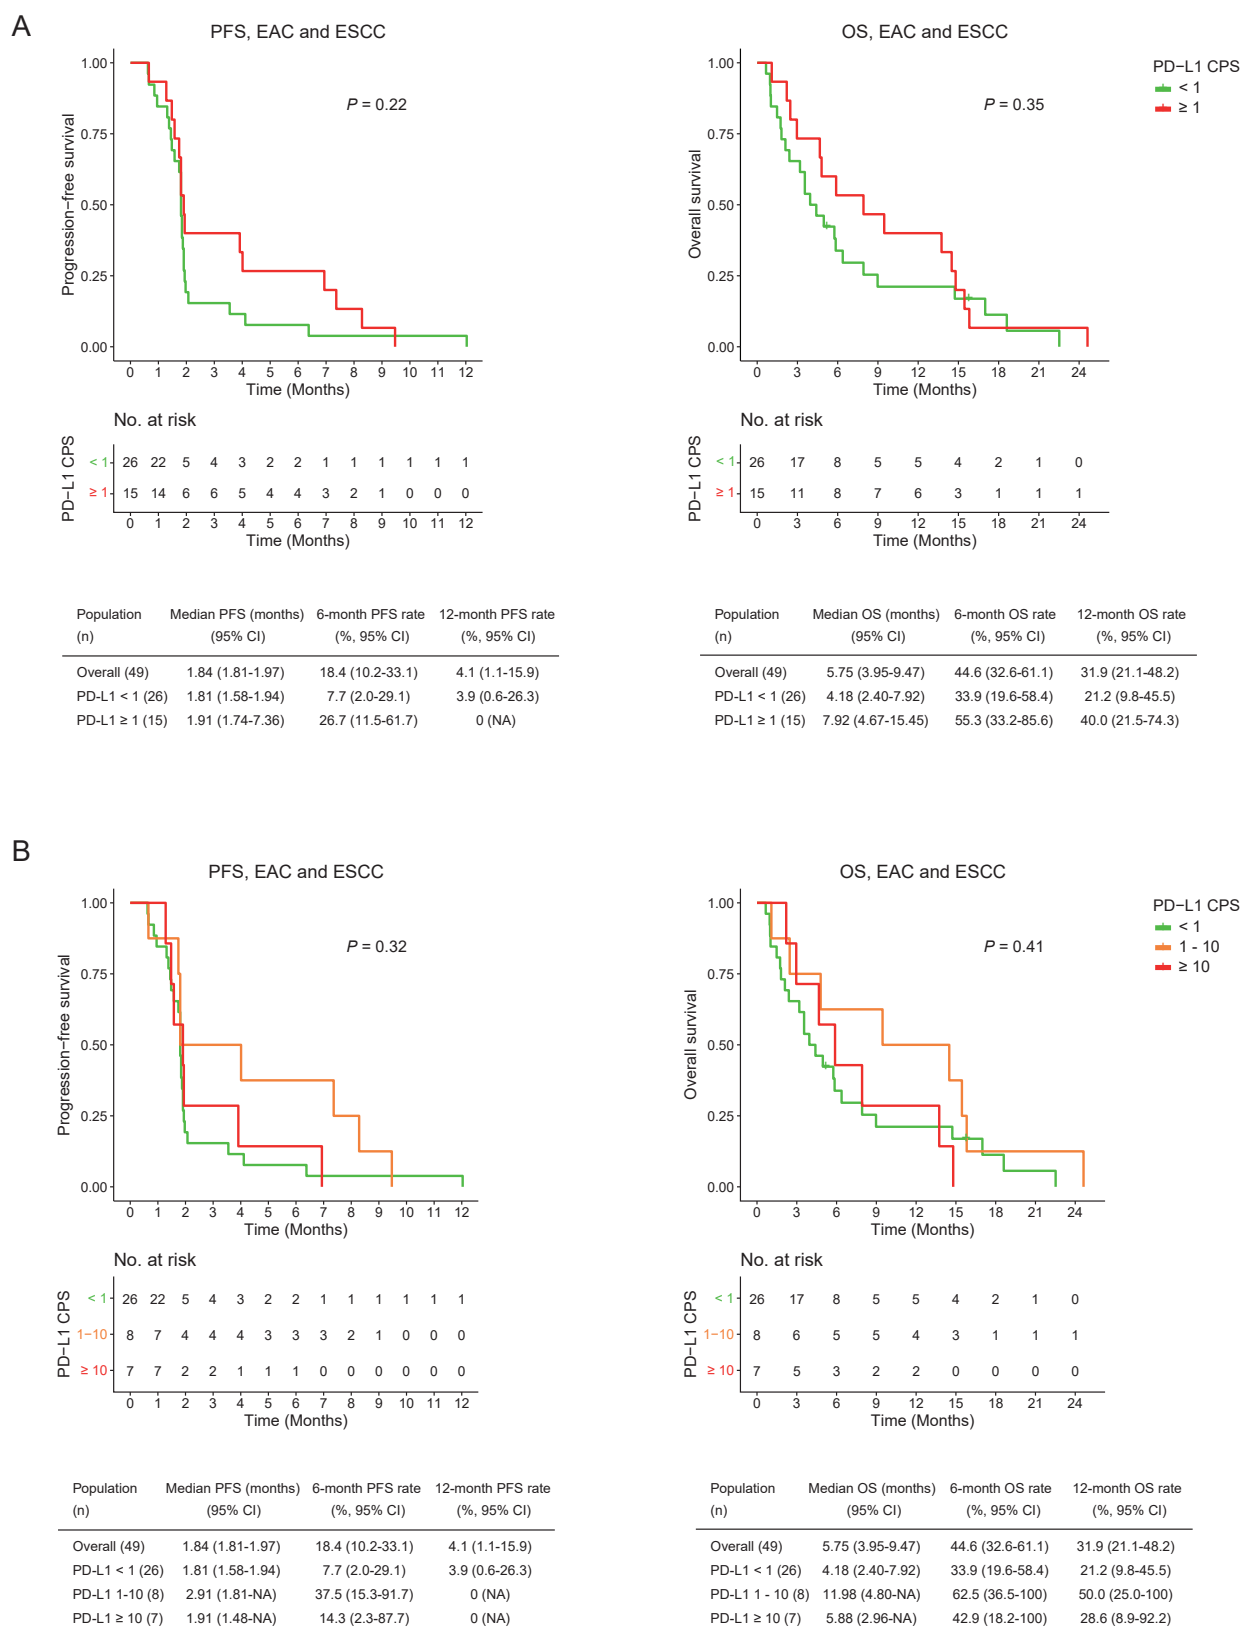 A
PFS, EAC and ESCC
P = 0.22
Progression−free survival
1.00
0.75
0.50
0.25
0.00
0 1 2 3 4 5 6 7 8 9 10 11 12
Time (Months)
No. at risk
PD−L1 CPS
< 1 26 22 5 4 3 2 2 1 1 1 1 1 1
≥ 1 15 14 6 6 5 4 4 3 2 1 0 0 0
0 1 2 3 4 5 6 7 8 9 10 11 12
Time (Months)
OS, EAC and ESCC
P = 0.35
Overall survival
1.00
0.75
0.50
0.25
0.00
0 3 6 9 12 15 18 21 24
Time (Months)
PD−L1 CPS
< 1
≥ 1
No. at risk
PD−L1 CPS
< 1 26 17 8 5 5 4 2 1 0
≥ 1 15 11 8 7 6 3 1 1 1
0 3 6 9 12 15 18 21 24
Time (Months)
Population Median PFS (months) 6-month PFS rate 12-month PFS rate
(n) (95% CI) (%, 95% CI) (%, 95% CI)
Overall (49) 1.84 (1.81-1.97) 18.4 (10.2-33.1) 4.1 (1.1-15.9)
PD-L1 < 1 (26) 1.81 (1.58-1.94) 7.7 (2.0-29.1) 3.9 (0.6-26.3)
PD-L1 ≥ 1 (15) 1.91 (1.74-7.36) 26.7 (11.5-61.7) 0 (NA)
Population Median OS (months) 6-month OS rate 12-month OS rate
(n) (95% CI) (%, 95% CI) (%, 95% CI)
Overall (49) 5.75 (3.95-9.47) 44.6 (32.6-61.1) 31.9 (21.1-48.2)
PD-L1 < 1 (26) 4.18 (2.40-7.92) 33.9 (19.6-58.4) 21.2 (9.8-45.5)
PD-L1 ≥ 1 (15) 7.92 (4.67-15.45) 55.3 (33.2-85.6) 40.0 (21.5-74.3)
B
PFS, EAC and ESCC
P = 0.32
Progression−free survival
1.00
0.75
0.50
0.25
0.00
0 1 2 3 4 5 6 7 8 9 10 11 12
Time (Months)
No. at risk
PD−L1 CPS
< 1 26 22 5 4 3 2 2 1 1 1 1 1 1
1−10 8 7 4 4 4 3 3 3 2 1 0 0 0
≥ 10 7 7 2 2 1 1 1 0 0 0 0 0 0
0 1 2 3 4 5 6 7 8 9 10 11 12
Time (Months)
OS, EAC and ESCC
P = 0.41
Overall survival
1.00
0.75
0.50
0.25
0.00
0 3 6 9 12 15 18 21 24
Time (Months)
PD−L1 CPS
< 1
1 - 10
≥ 10
No. at risk
PD−L1 CPS
< 1 26 17 8 5 5 4 2 1 0
1−10 8 6 5 5 4 3 1 1 1
≥ 10 7 5 3 2 2 0 0 0 0
0 3 6 9 12 15 18 21 24
Time (Months)
Population Median PFS (months) 6-month PFS rate 12-month PFS rate
(n) (95% CI) (%, 95% CI) (%, 95% CI)
Overall (49) 1.84 (1.81-1.97) 18.4 (10.2-33.1) 4.1 (1.1-15.9)
PD-L1 < 1 (26) 1.81 (1.58-1.94) 7.7 (2.0-29.1) 3.9 (0.6-26.3)
PD-L1 1-10 (8) 2.91 (1.81-NA) 37.5 (15.3-91.7) 0 (NA)
PD-L1 ≥ 10 (7) 1.91 (1.48-NA) 14.3 (2.3-87.7) 0 (NA)
Population Median OS (months) 6-month OS rate 12-month OS rate
(n) (95% CI) (%, 95% CI) (%, 95% CI)
Overall (49) 5.75 (3.95-9.47) 44.6 (32.6-61.1) 31.9 (21.1-48.2)
PD-L1 < 1 (26) 4.18 (2.40-7.92) 33.9 (19.6-58.4) 21.2 (9.8-45.5)
PD-L1 1 - 10 (8) 11.98 (4.80-NA) 62.5 (36.5-100) 50.0 (25.0-100)
PD-L1 ≥ 10 (7) 5.88 (2.96-NA) 42.9 (18.2-100) 28.6 (8.9-92.2)